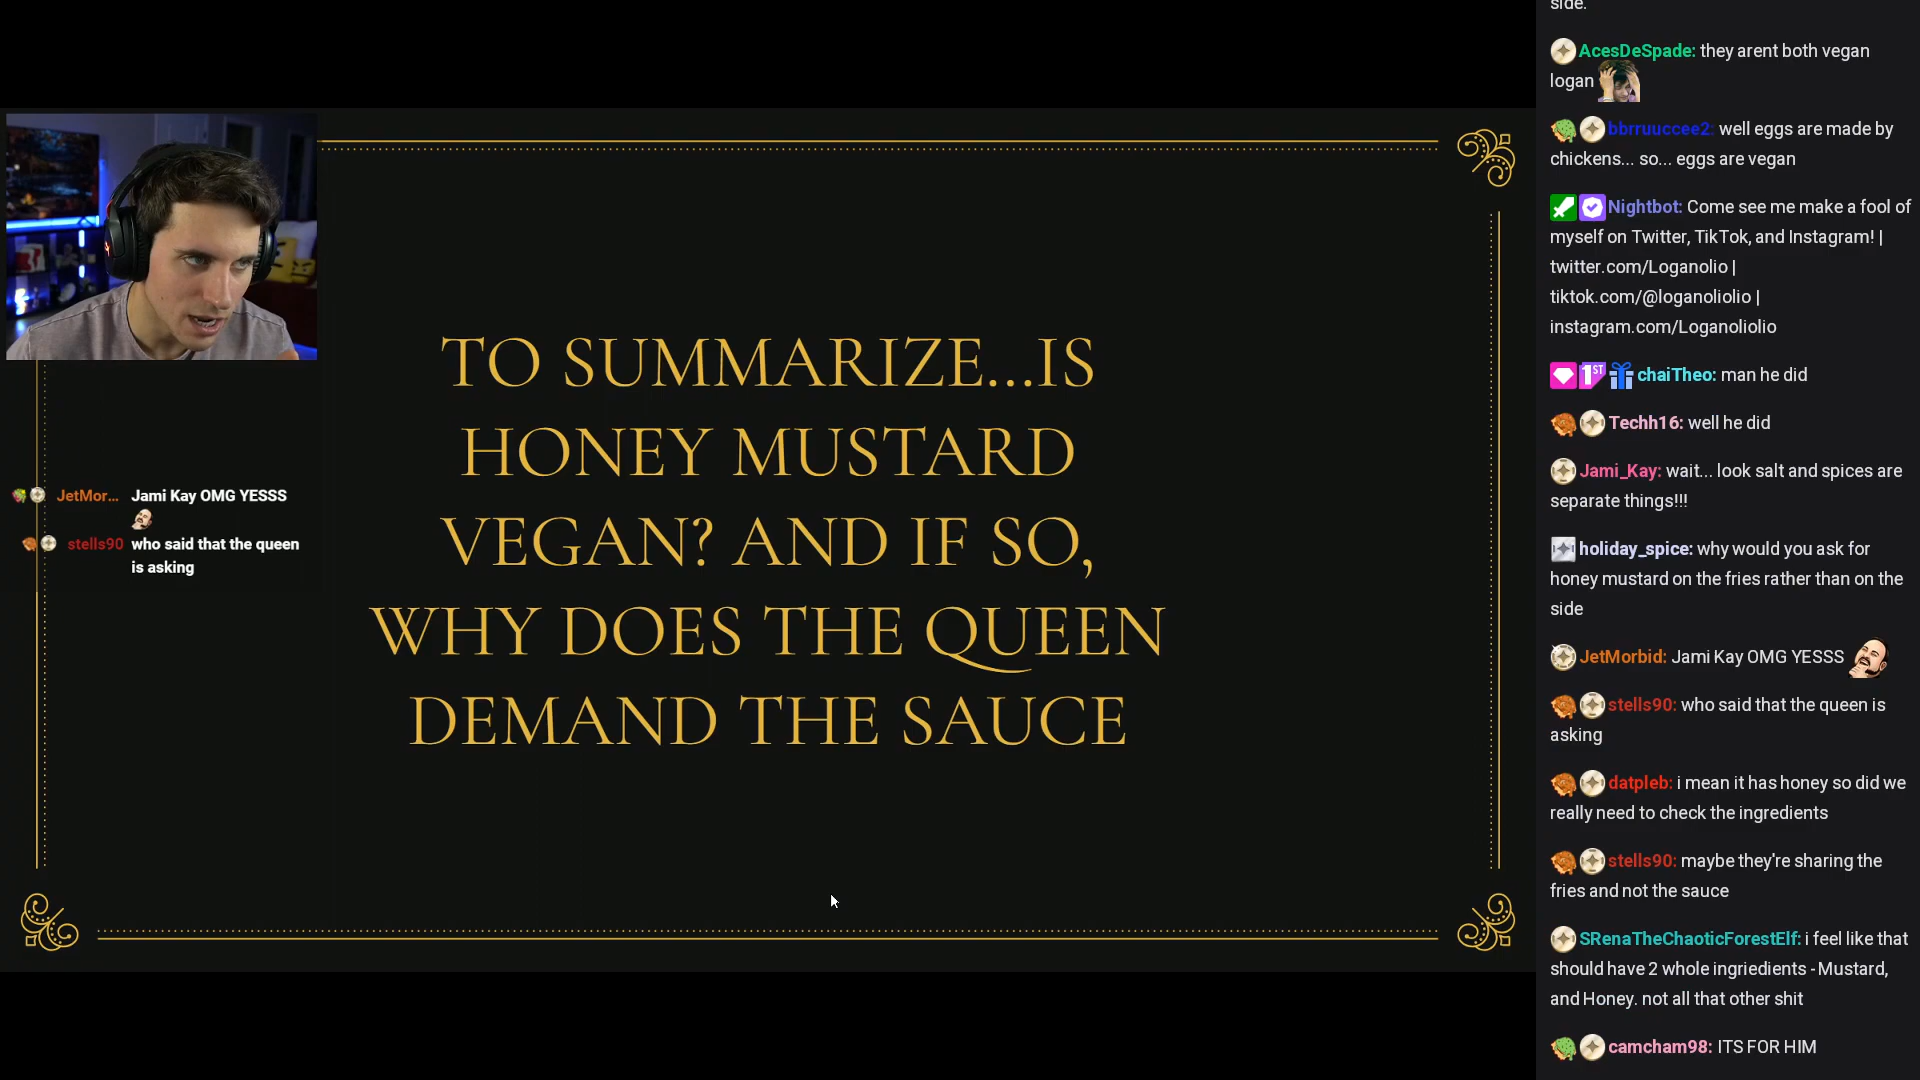 TO SUMMARIZE...IS
HONEY MUSTARD
VEGAN? AND IF SO,
WHY DOES THE QUEEN
DEMAND THE SAUCE
JetMor... Jami Kay OMG YESSS
stells90 who said that the queen
is asking
side.
AcesDeSpade: they arent both vegan
logan
bbrruuccee2: well eggs are made by
chickens... so... eggs are vegan
Nightbot: Come see me make a fool of
myself on Twitter, TikTok, and Instagram! |
twitter.com/Loganolio |
tiktok.com/@loganoliolio |
instagram.com/Loganoliolio
1ST chaiTheo: man he did
Techh16: well he did
Jami_Kay: wait... look salt and spices are
separate things!!!
holiday_spice: why would you ask for
honey mustard on the fries rather than on the
side
JetMorbid: Jami Kay OMG YESSS
stells90: who said that the queen is
asking
datpleb: i mean it has honey so did we
really need to check the ingredients
stells90: maybe they're sharing the
fries and not the sauce
SRenaTheChaoticForestElf: i feel like that
should have 2 whole ingriedients - Mustard,
and Honey. not all that other shit
camcham98: ITS FOR HIM